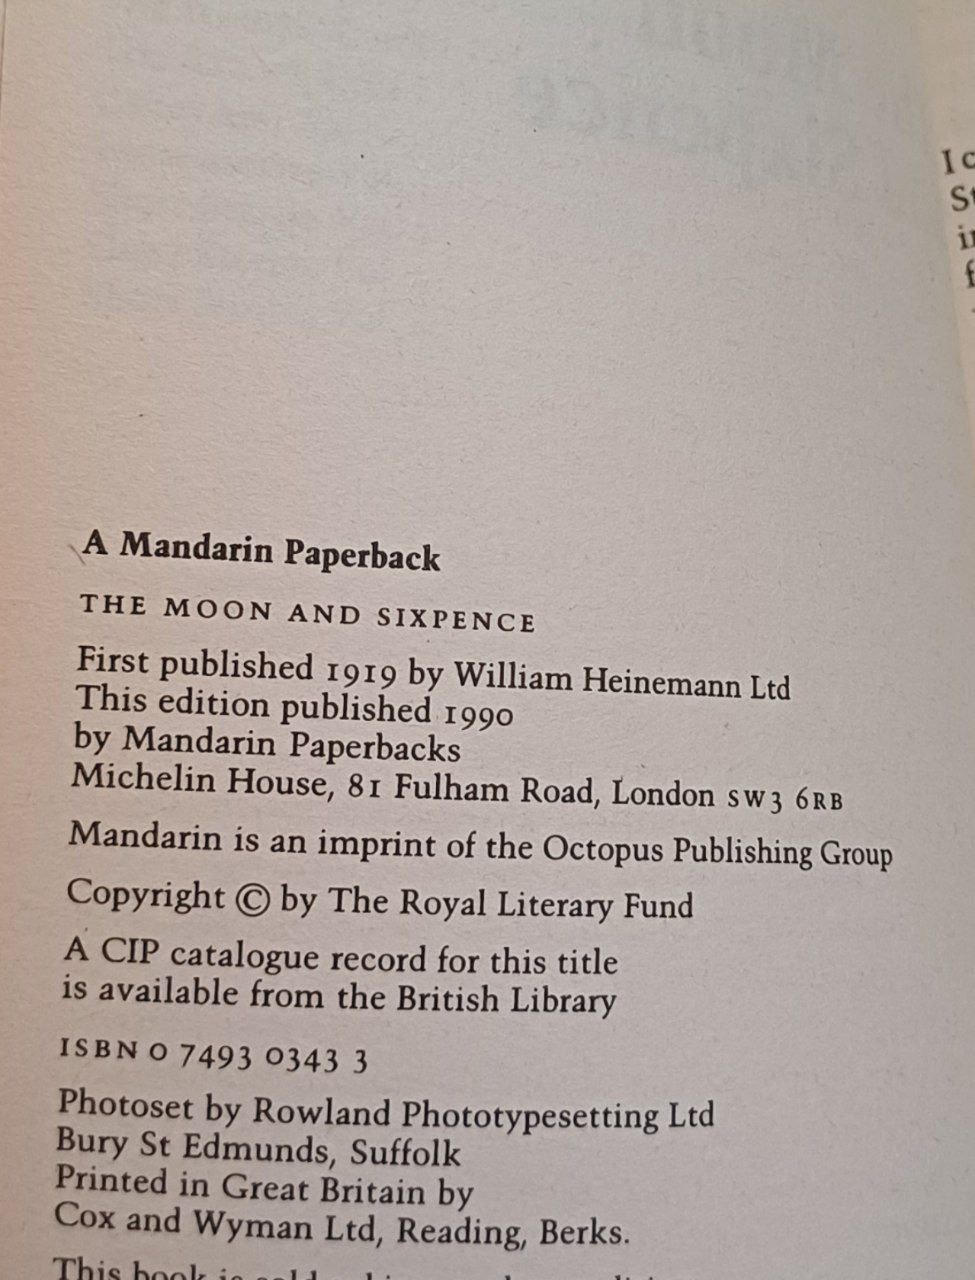 A Mandarin Paperback
THE MOON AND SIXPENCE
First published 1919 by William Heinemann Ltd
This edition published 1990
by Mandarin Paperbacks
Michelin House, 81 Fulham Road, London SW3 6RB
Mandarin is an imprint of the Octopus Publishing Group
Copyright © by The Royal Literary Fund
A CIP catalogue record for this title
is available from the British Library
ISBN 0 7493 0343 3
Photoset by Rowland Phototypesetting Ltd
Bury St Edmunds, Suffolk
Printed in Great Britain by
Cox and Wyman Ltd, Reading, Berks.
This book is sold
I